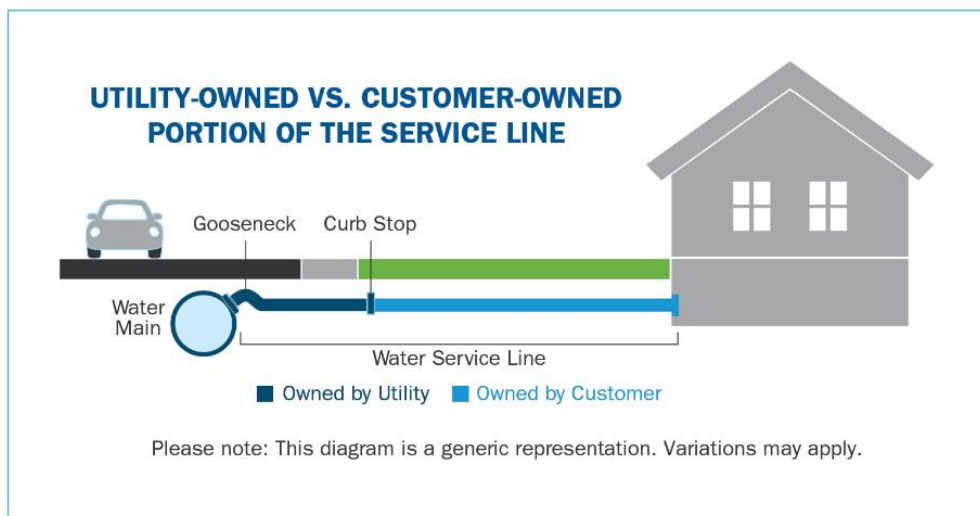 UTILITY-OWNED VS. CUSTOMER-OWNED
PORTION OF THE SERVICE LINE
Gooseneck
Curb Stop
Water
Main
Water Service Line
Owned by Utility
Owned by Customer
Please note: This diagram is a generic representation. Variations may apply.